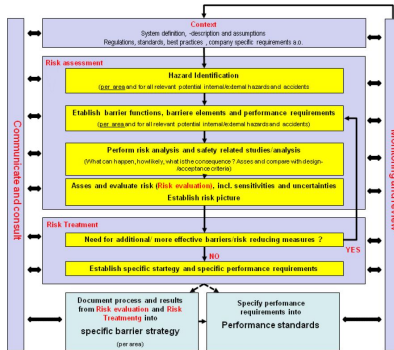 Context
System definition, -description and assumptions
Regulations, standards, best practices , company specific requirements a.o.
Risk assessment
Hazard Identification
(per area and for all relevant potential internal/external hazards and accidents
Etablish barrier functions, barriere elements and performance requirements
(per area and for all relevant potential internal/external hazards and accidents)
Perform risk analysis and safety related studies/analysis
(What can happen, how likely, what is the consequence ? Asses and compare with design-
/acceptance criteria)
Asses and evaluate risk (Risk evaluation), incl. sensitivities and uncertainties
Establish risk picture
Risk Treatment
Need for additional/ more effective barriers/risk reducing measures ?
YES
NO
Establish specific startegy and specific performance requirements
Document process and results
from Risk evaluation and Risk
Treatmentg into
specific barrier strategy
(per area)
Specify perfomance
requirements into
Performance standards
Communicate and consult
Monitoring and review